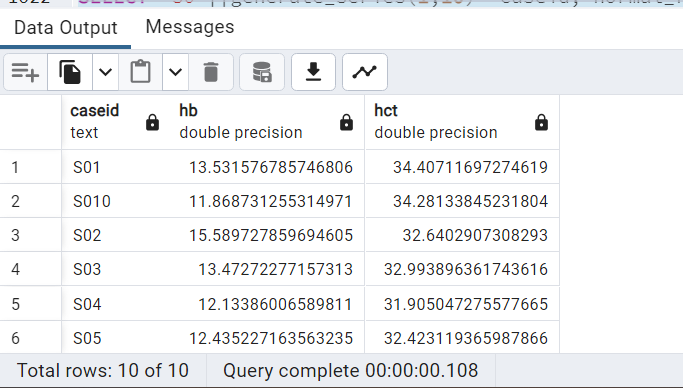 Data Output Messages
caseid
text
hb
double precision
hct
double precision
1 S01 13.531576785746806 34.40711697274619
2 S010 11.868731255314971 34.28133845231804
3 S02 15.589727859694605 32.6402907308293
4 S03 13.47272277157313 32.993896361743616
5 S04 12.13386006589811 31.905047275577665
6 S05 12.435227163563235 32.423119365987866
Total rows: 10 of 10 Query complete 00:00:00.108